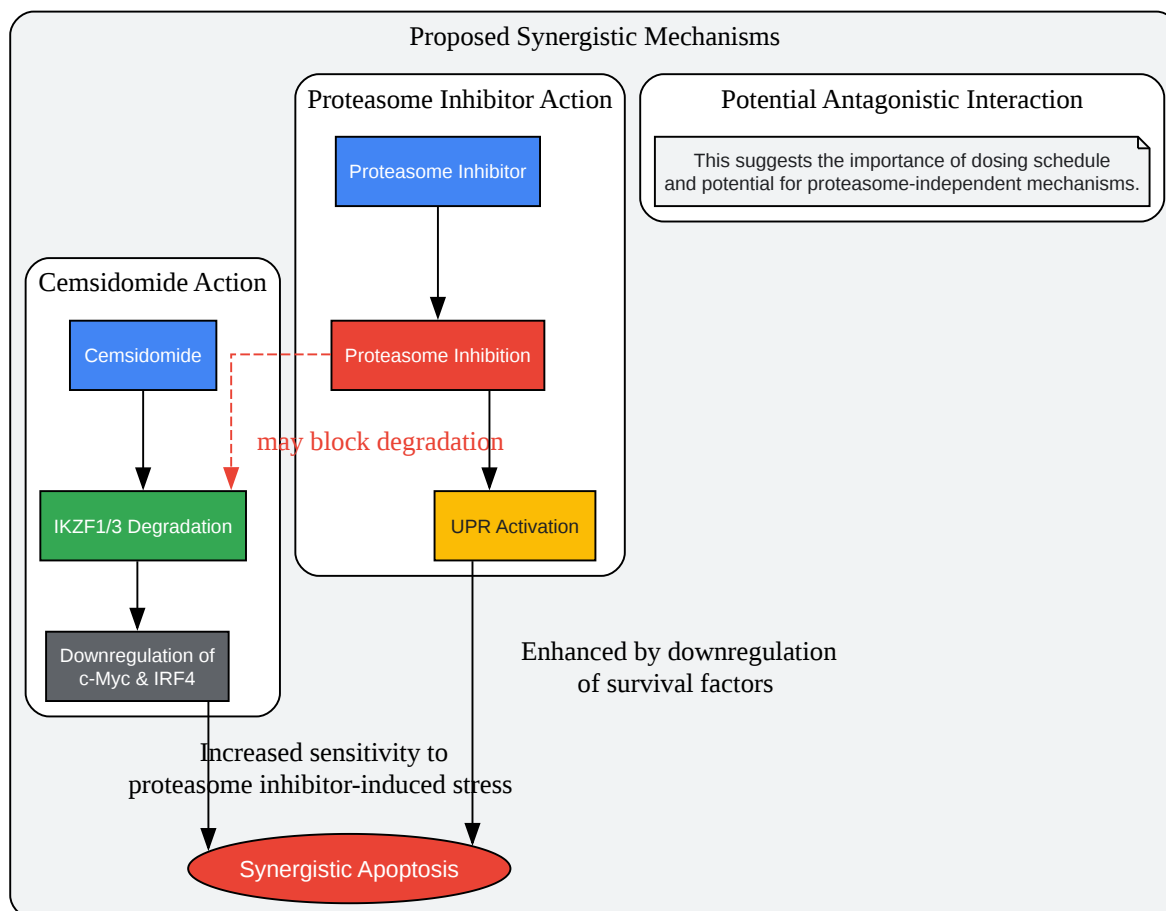 Proposed Synergistic Mechanisms
Proteasome Inhibitor Action
Potential Antagonistic Interaction
Proteasome Inhibitor
This suggests the importance of dosing schedule
and potential for proteasome-independent mechanisms.
Cemsidomide Action
Cemsidomide
Proteasome Inhibition
may block degradation
IKZF1/3 Degradation
UPR Activation
Downregulation of
c-Myc & IRF4
Enhanced by downregulation
of survival factors
Increased sensitivity to
proteasome inhibitor-induced stress
Synergistic Apoptosis